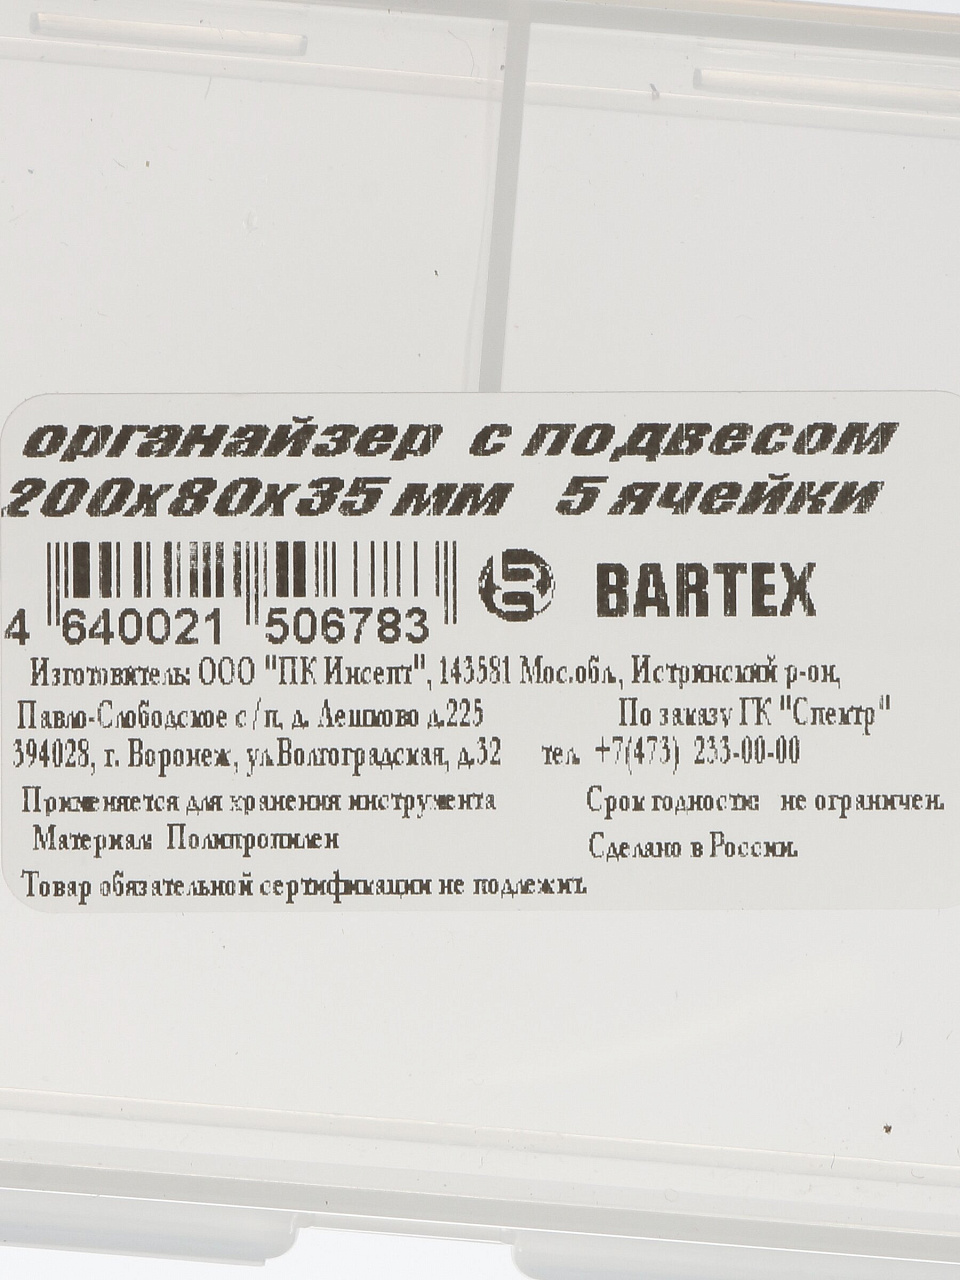 органайзер с подвесом
200х80х35 мм 5 ячейки
4 640021 506783 BARTEX
Изготовитель: ООО "ПК Инсепт", 143581 Мос.обл., Истринский р-он,
Павло-Слободское с/п, д. Лешково д.225 По заказу ГК "Спектр"
394028, г. Воронеж, ул.Волгоградская, д.32 тел. +7(473) 233-00-00
Применяется для хранения инструмента Срок годности: не ограничен.
Материал: Полипропилен Сделано в России.
Товар обязательной сертификации не подлежит.